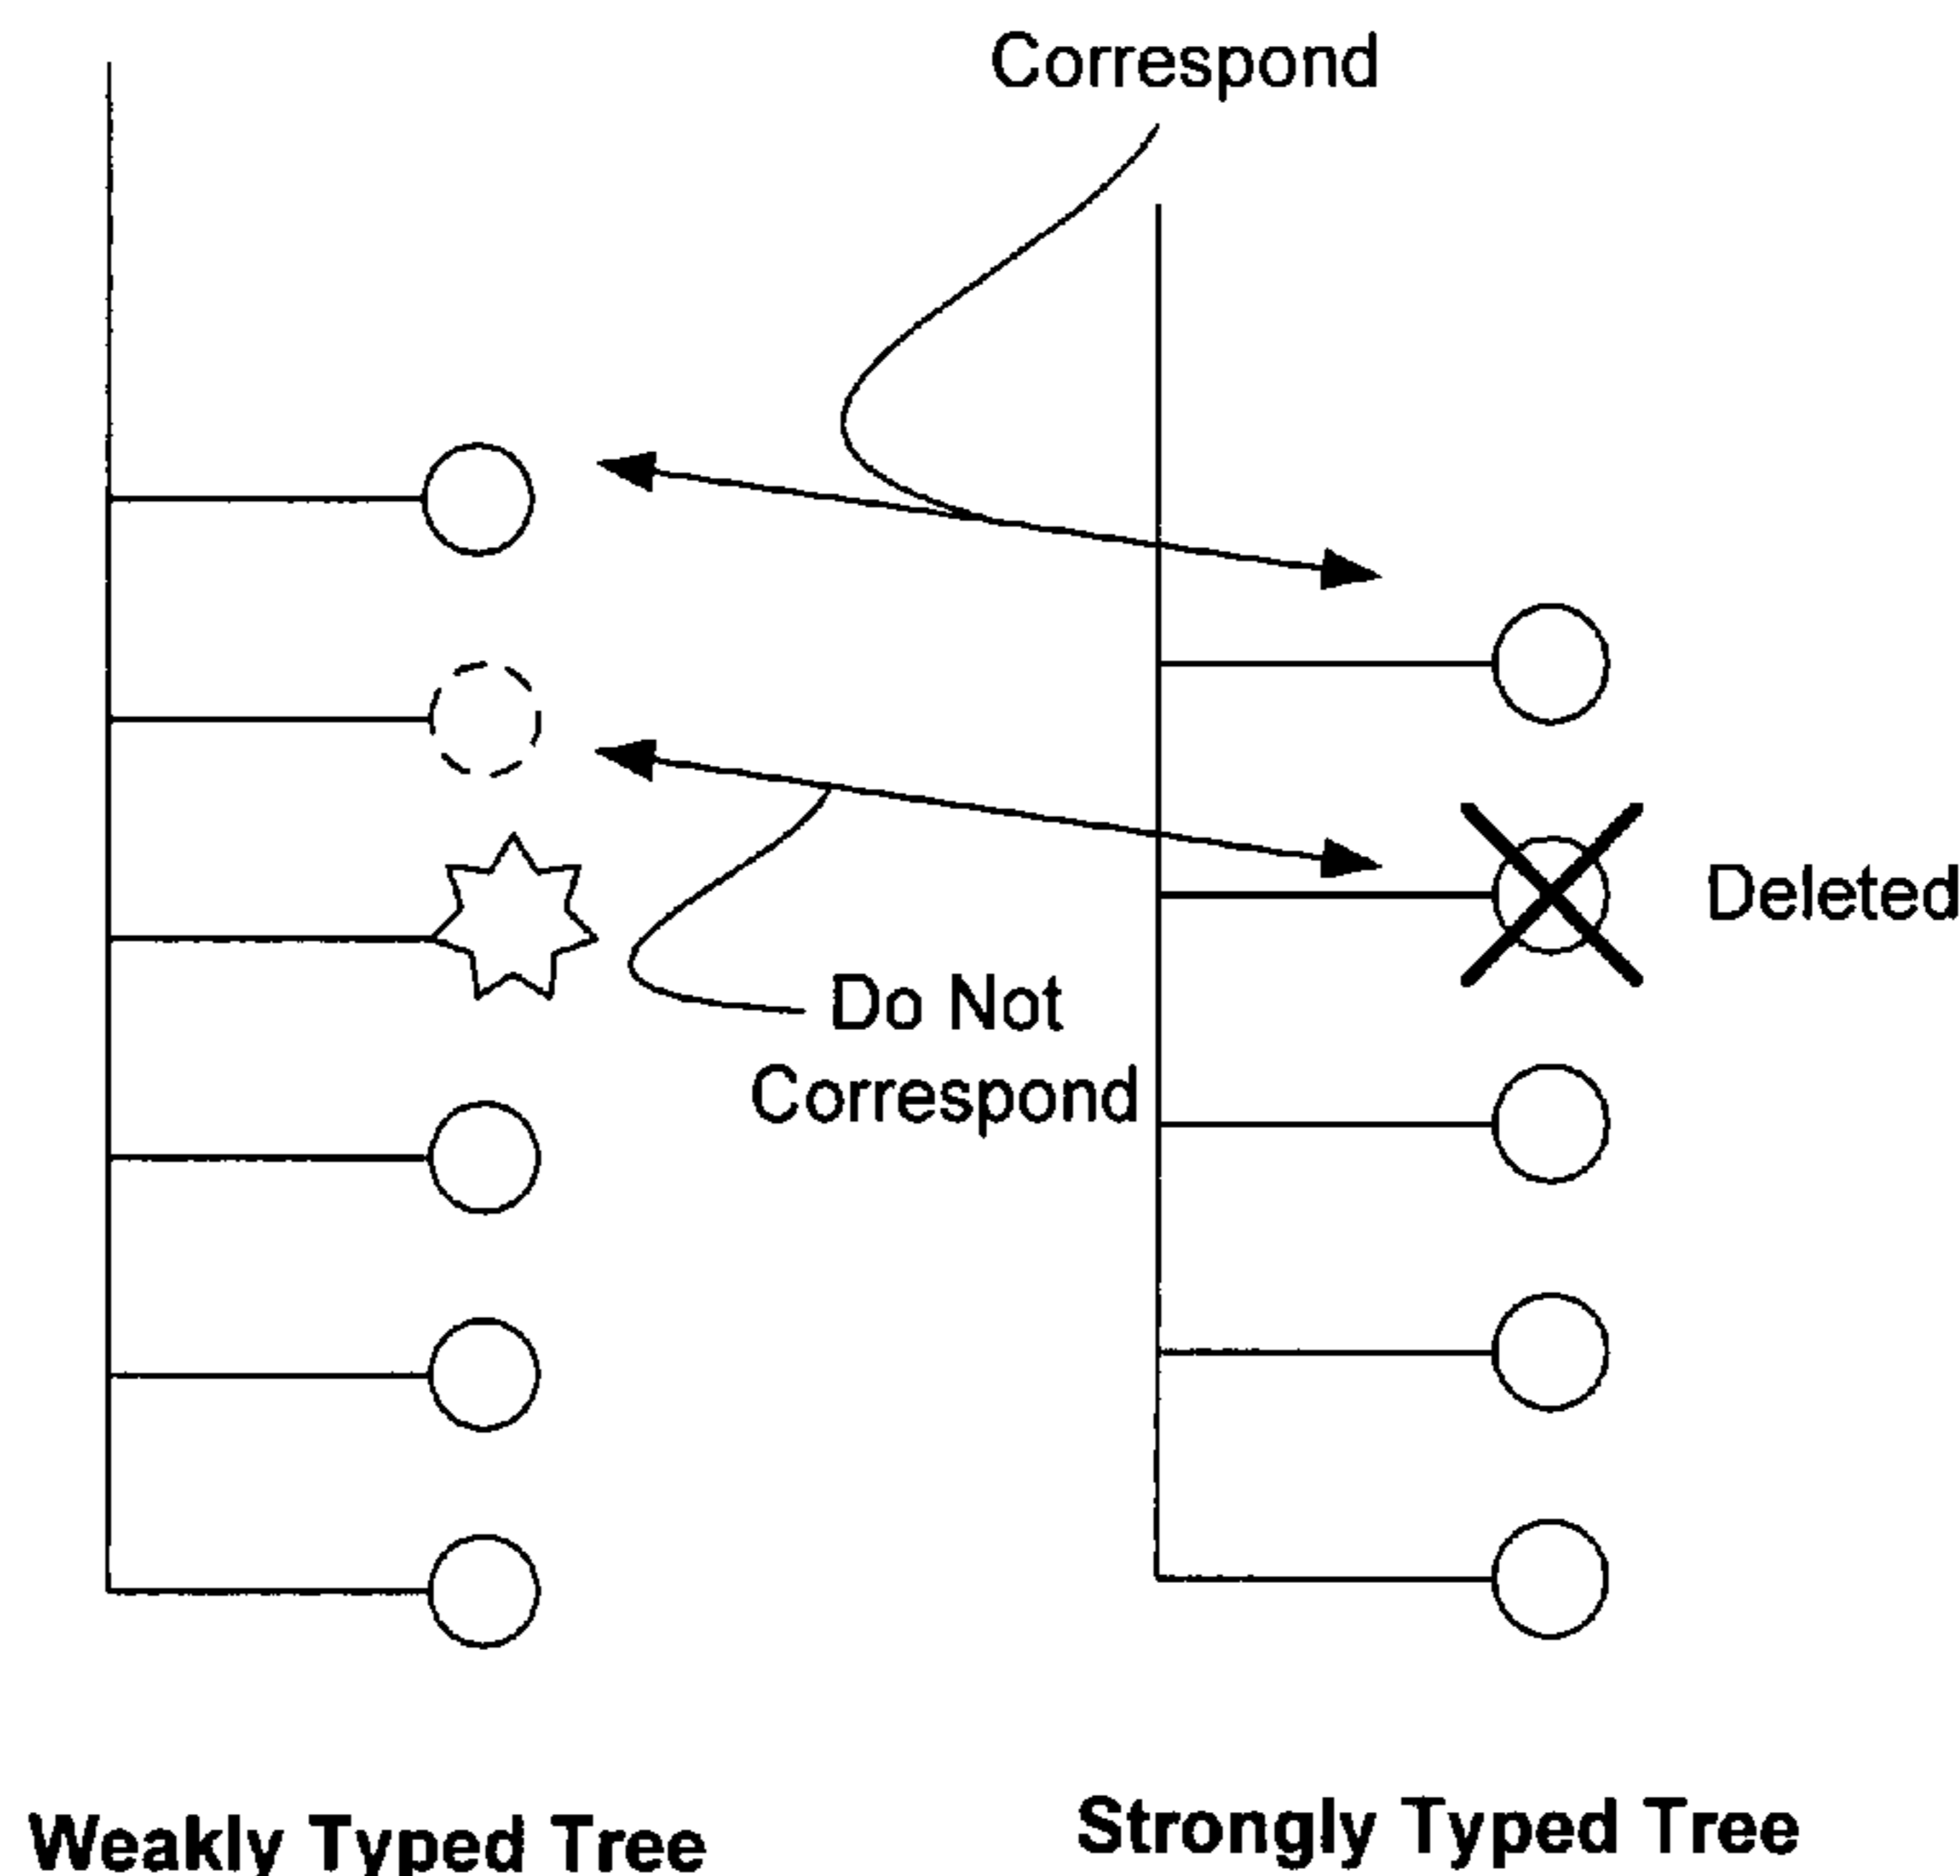 Correspond
Deleted
Do Not
Correspond
Weakly Typed Tree
Strongly Typed Tree